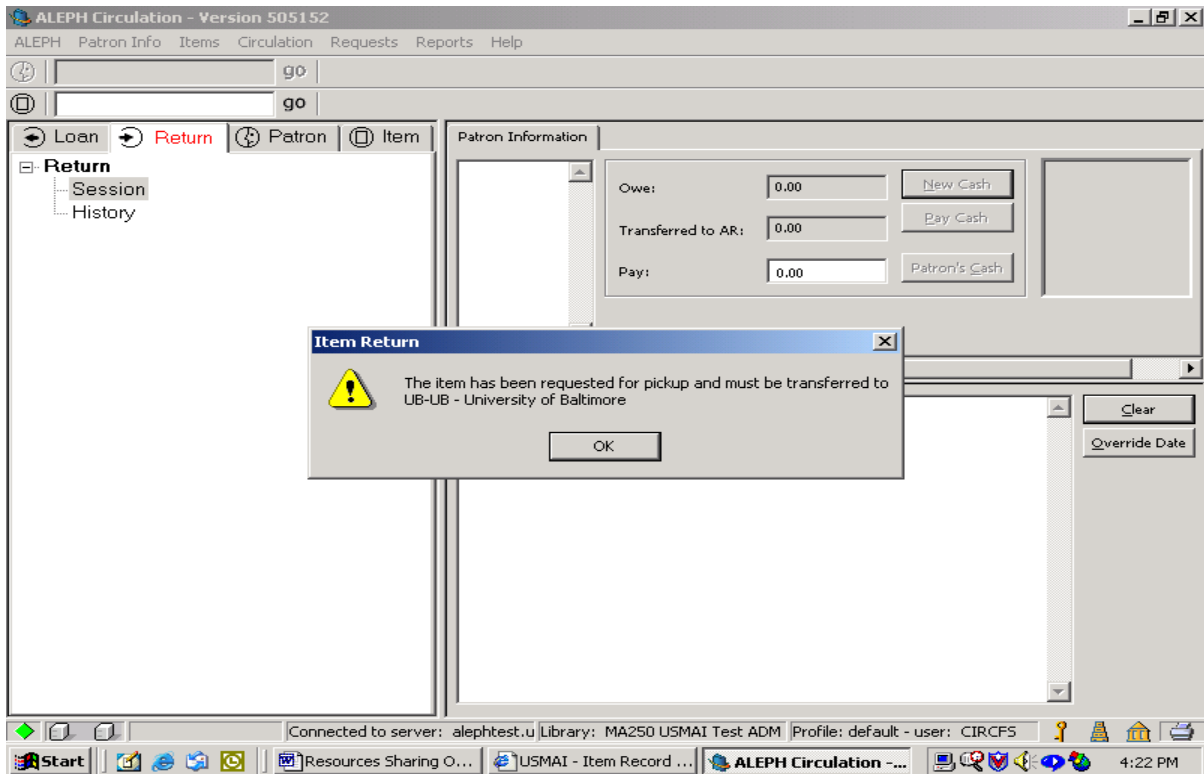 ALEPH Circulation - Version 505152
ALEPH Patron Info Items Circulation Requests Reports Help
go
go
Loan Return Patron Item
Patron Information
Return
Session
History
Owe: 0.00 New Cash
Transferred to AR: 0.00 Pay Cash
Pay: 0.00 Patron's Cash
Item Return
The item has been requested for pickup and must be transferred to
UB-UB - University of Baltimore
OK
Clear
Override Date
Connected to server: alephtest.u Library: MA250 USMAI Test ADM Profile: default - user: CIRCFS
Start Resources Sharing O... USMAI - Item Record ... ALEPH Circulation -... 4:22 PM